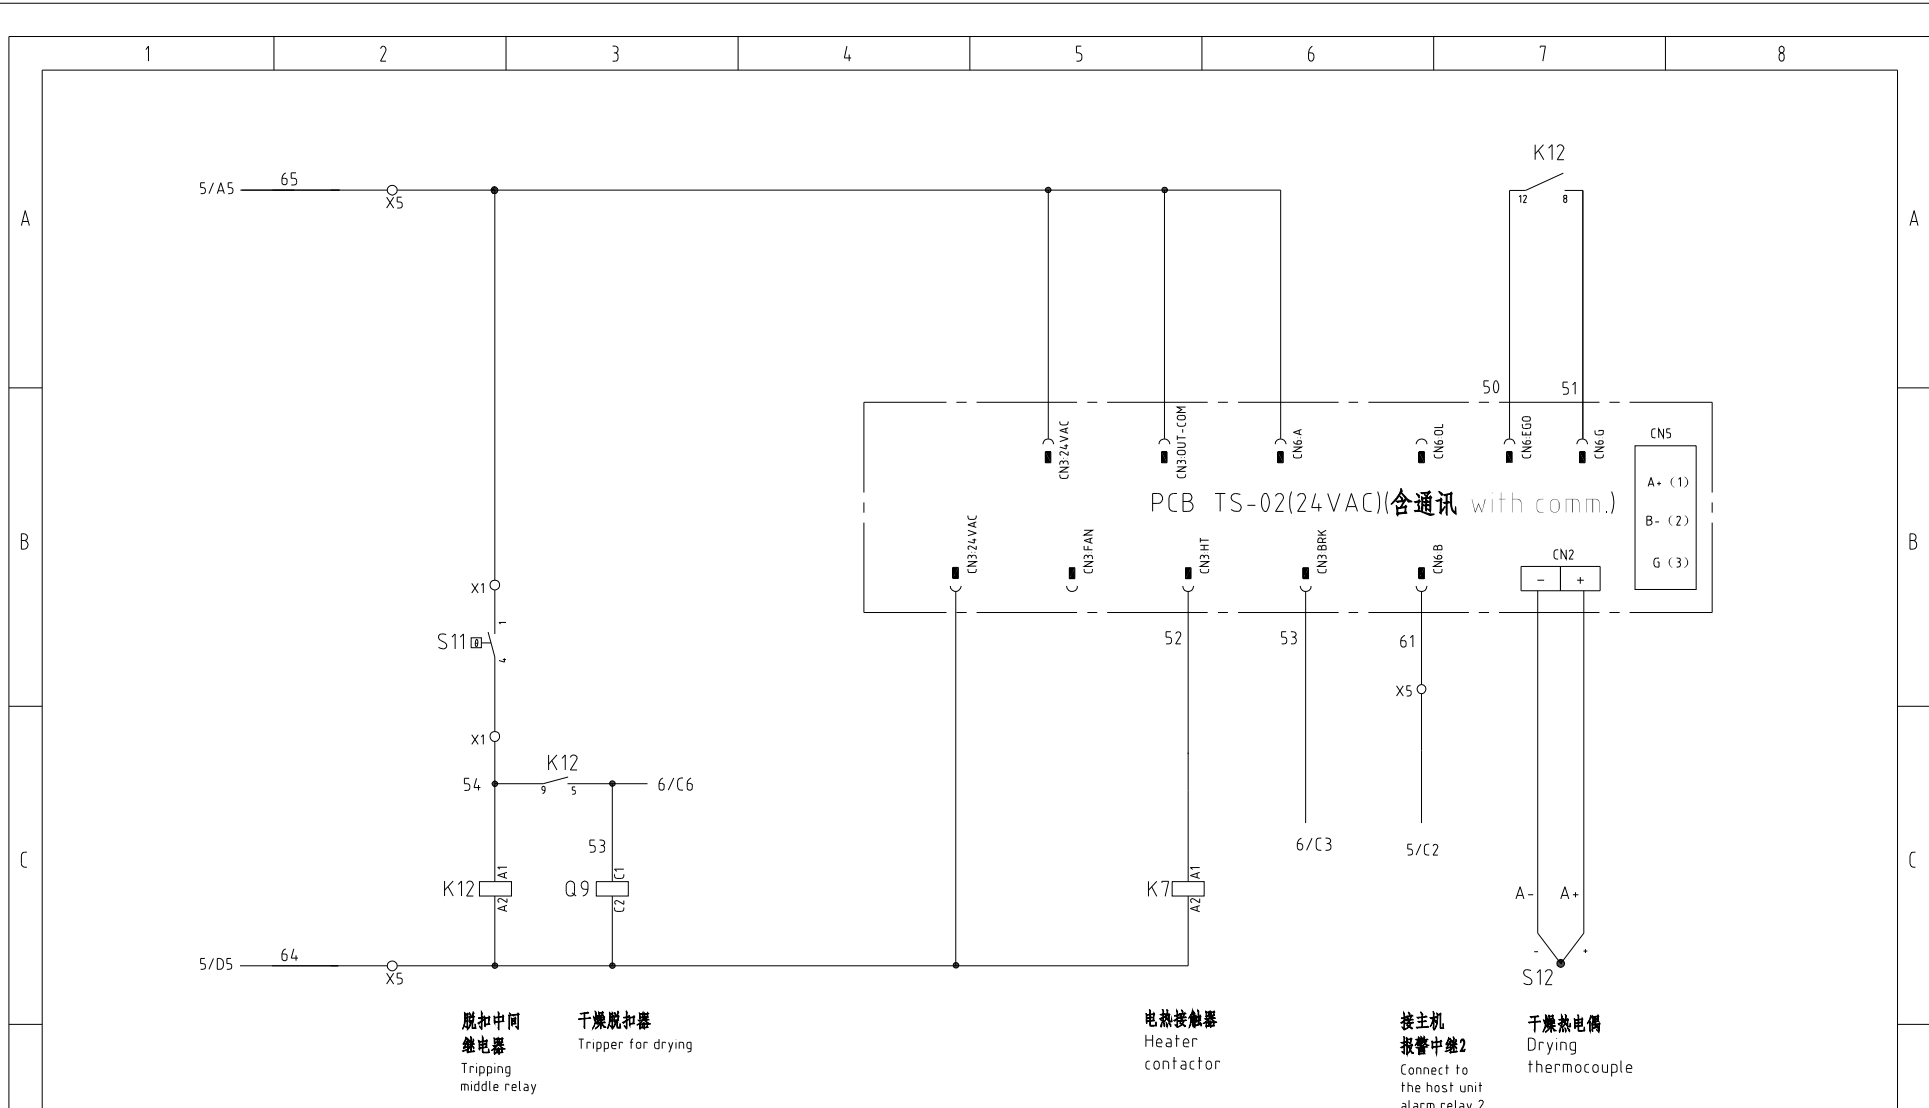 1 2 3 4 5 6 7 8
K12
65
5/A5
X5
12 8
A A
50 51
CN3:24VAC CN3:OUT-COM CN6:A CN6:OL CN6:EGO CN6:G
CN5
A+ (1)
PCB TS-02(24VAC)(含通讯 with comm.)
B- (2)
G (3)
CN3:24VAC CN3:FAN CN3:HT CN3:BRK CN6:B
CN2
- +
B B
X1
1
S11
4
52 53 61
X5
X1
K12
54
9 5
6/C6
53
6/C3 5/C2
C C
K12 A1 A2
Q9 C1 C2
K7 A1 A2
A- A+
- +
S12
64
5/D5
X5
脱扣中间
继电器
Tripping
middle relay
干燥脱扣器
Tripper for drying
电热接触器
Heater
contactor
接主机
报警中继2
Connect to
the host unit
alarm relay 2
干燥热电偶
Drying
thermocouple